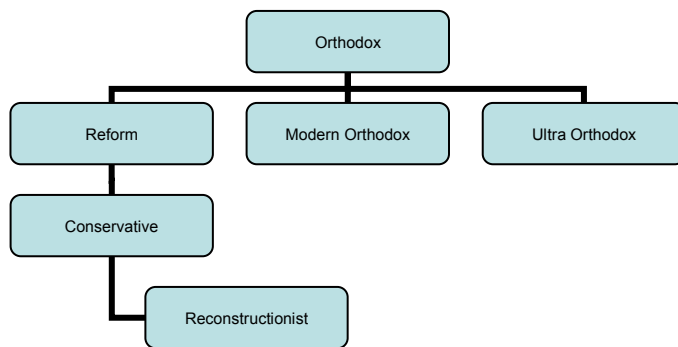 Orthodox
Reform
Modern Orthodox
Ultra Orthodox
Conservative
Reconstructionist